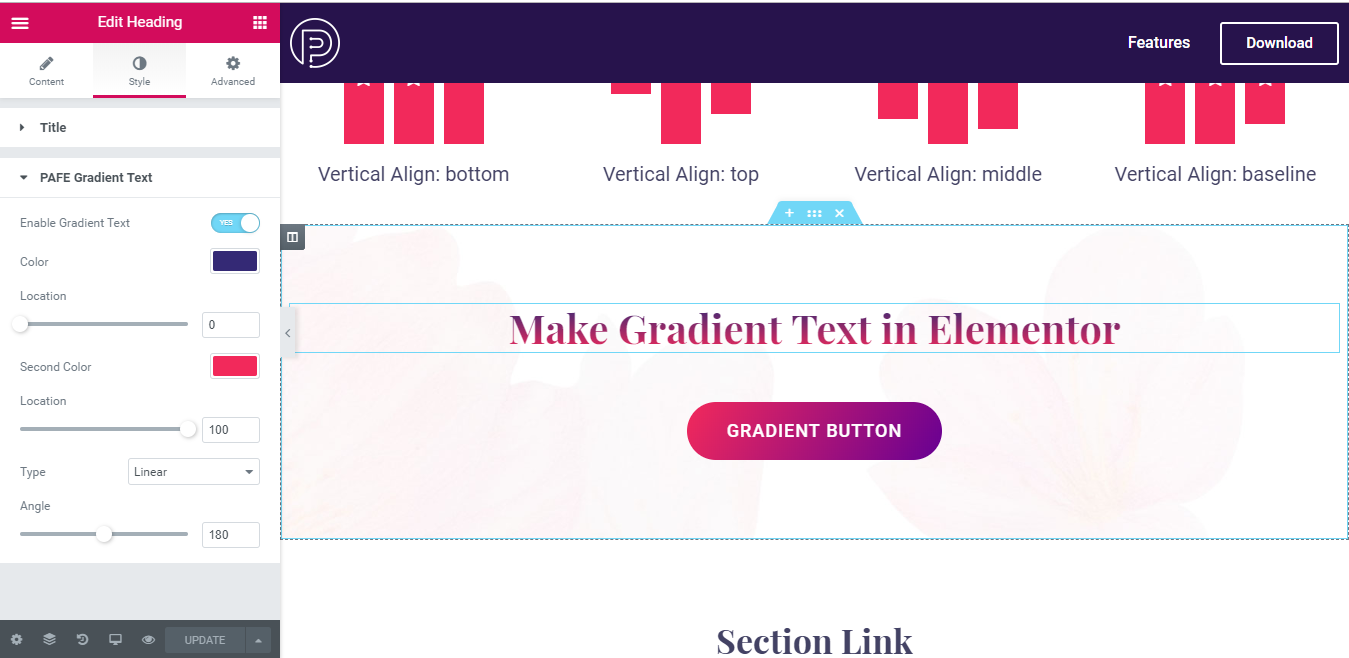 Edit Heading
Content
Style
Advanced
Title
PAFE Gradient Text
Enable Gradient Text
YES
Color
Location
0
Second Color
Location
100
Type
Linear
Angle
180
UPDATE
Features
Download
Vertical Align: bottom
Vertical Align: top
Vertical Align: middle
Vertical Align: baseline
Make Gradient Text in Elementor
GRADIENT BUTTON
Section Link